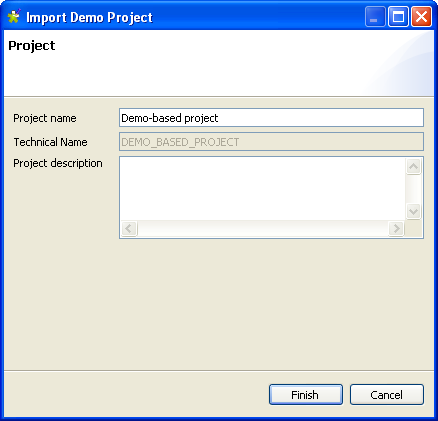 Import Demo Project
Project
Project name
Demo-based project
Technical Name
DEMO_BASED_PROJECT
Project description
Finish
Cancel